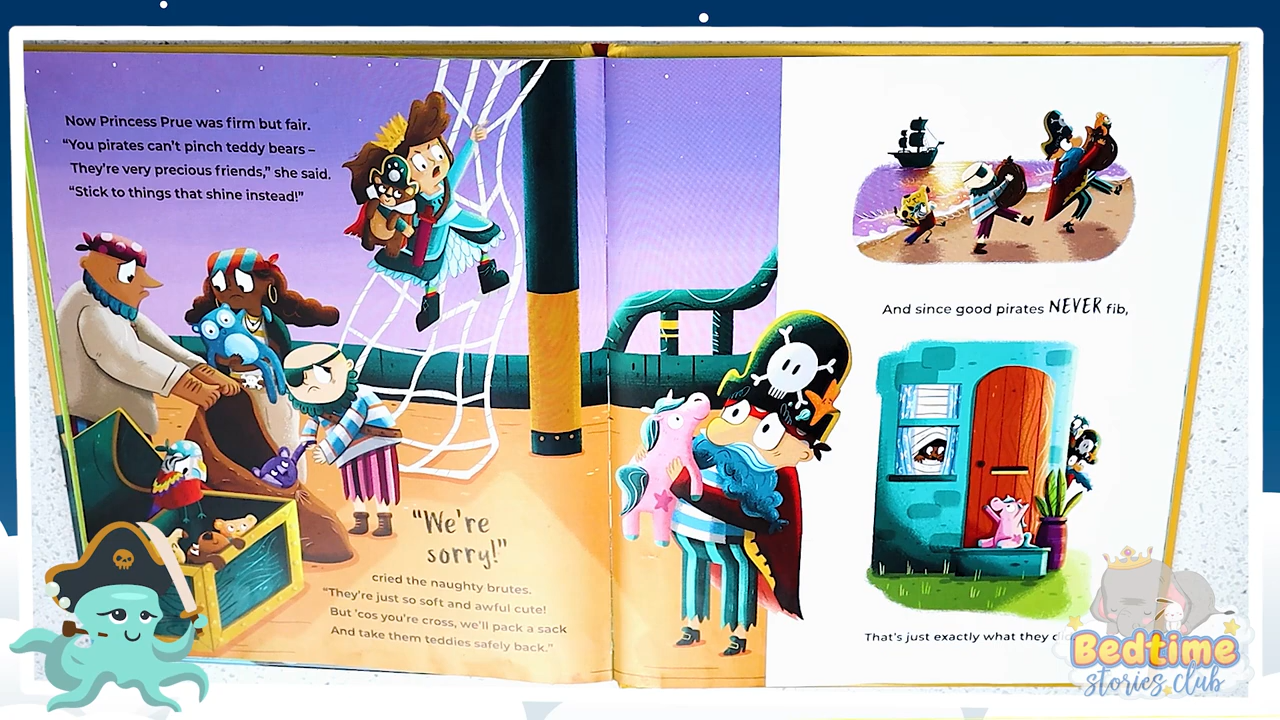 Now Princess Prue was firm but fair.
“You pirates can’t pinch teddy bears –
They’re very precious friends,” she said.
“Stick to things that shine instead!”
“We’re
sorry!”
cried the naughty brutes.
“They’re just so soft and awful cute!
But ’cos you’re cross, we’ll pack a sack
And take them teddies safely back.”
And since good pirates NEVER fib,
That’s just exactly what they
Bedtime
stories club